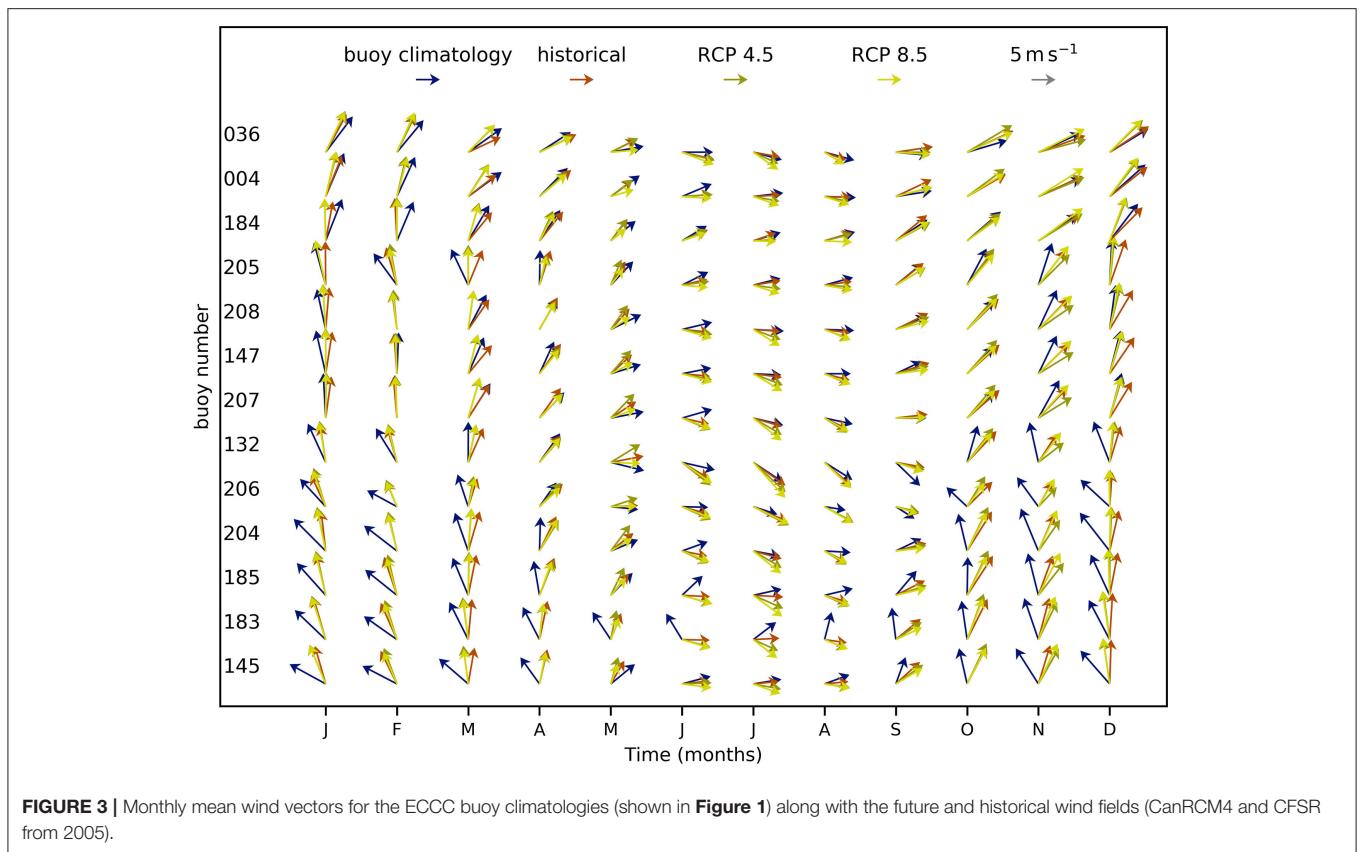 buoy climatology historical RCP 4.5 RCP 8.5 5 m s⁻¹
036
004
184
205
208
147
207
132
206
204
185
183
145
buoy number
J F M A M J J A S O N D
Time (months)
FIGURE 3 | Monthly mean wind vectors for the ECCC buoy climatologies (shown in Figure 1) along with the future and historical wind fields (CanRCM4 and CFSR
from 2005).